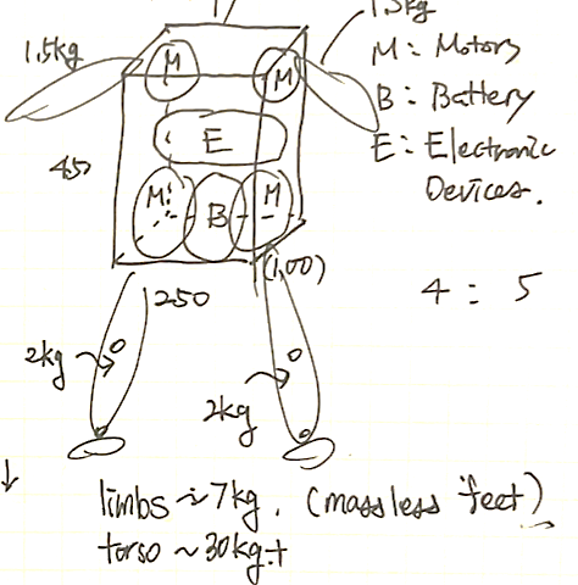 1.5kg
1.5kg
M: Motors
B: Battery
E: Electronic
Devices.
M
M
E
450
M
B
M
(1,00)
250
4 : 5
2kg
2kg
limbs ~7kg. (massless feet)
torso ~30kg.+